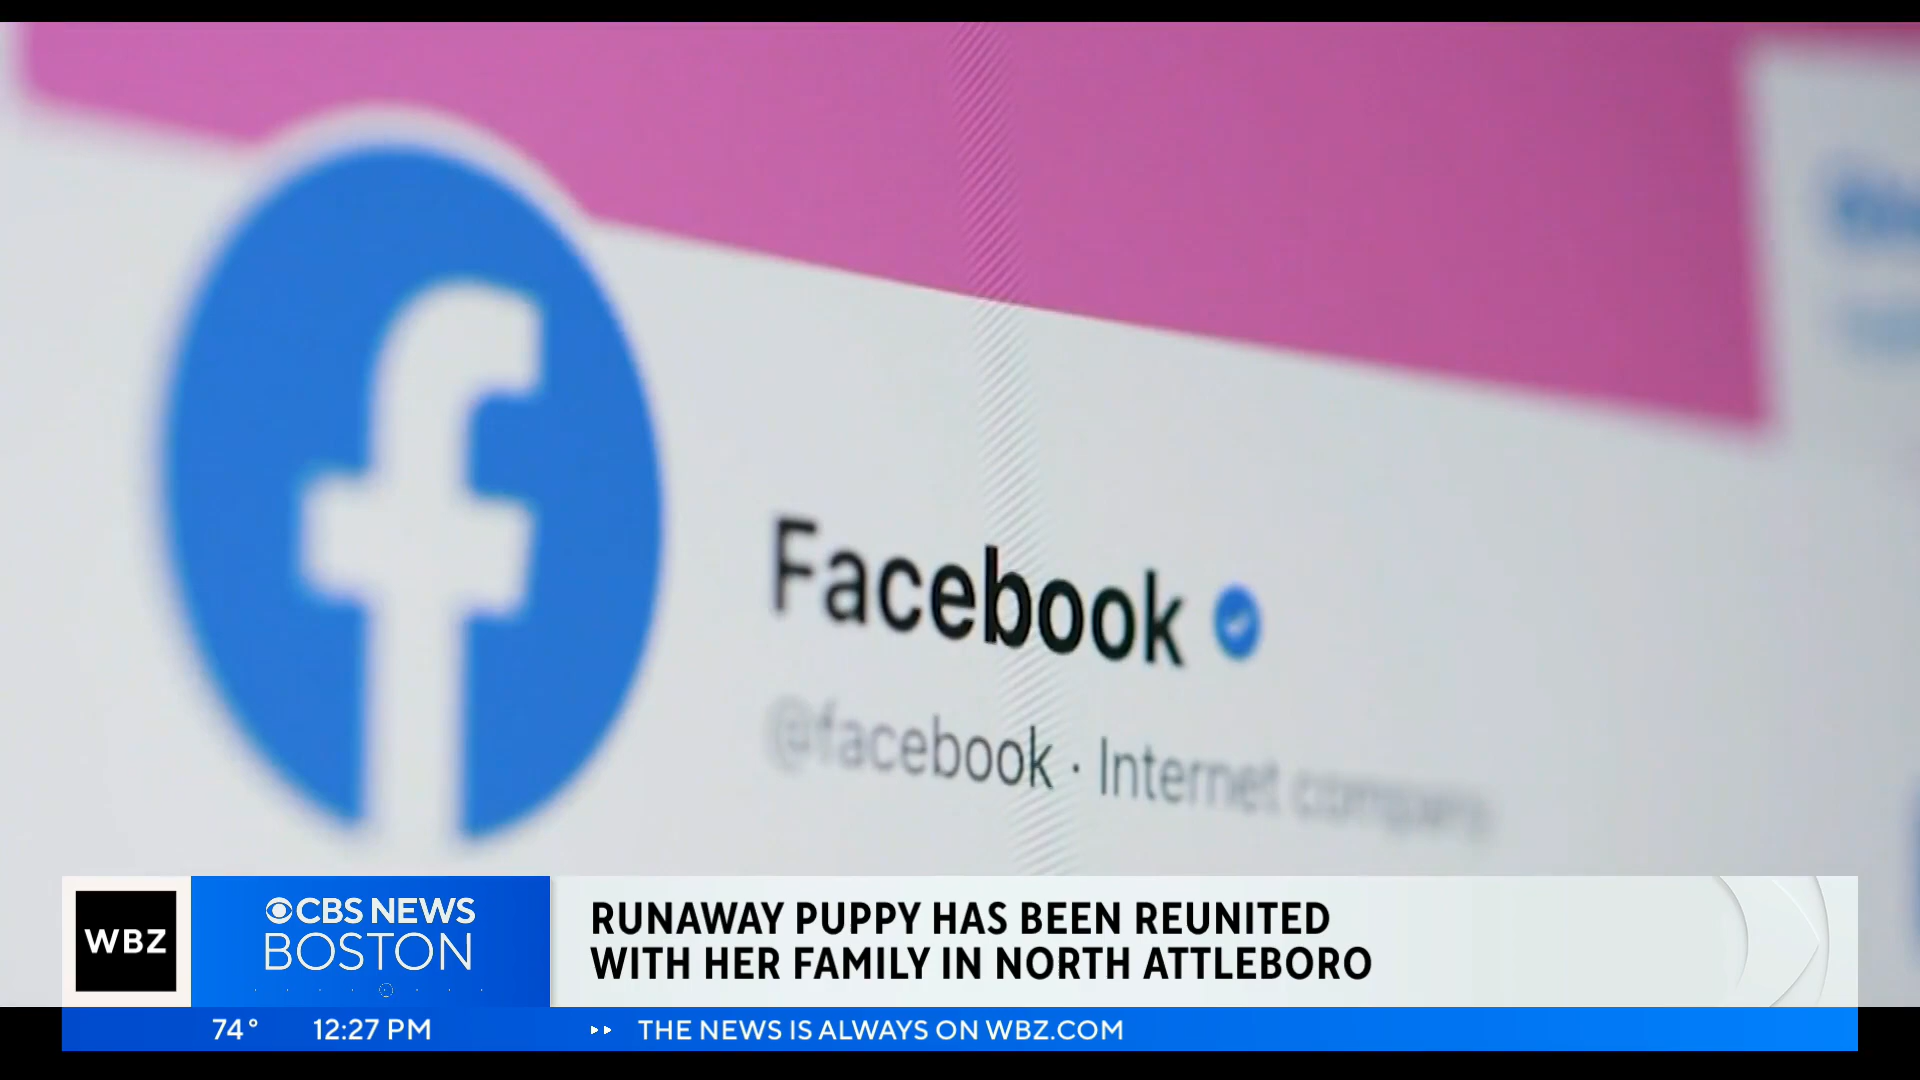 Facebook
@facebook · Internet company
WBZ
CBS NEWS
BOSTON
RUNAWAY PUPPY HAS BEEN REUNITED
WITH HER FAMILY IN NORTH ATTLEBORO
74° 12:27 PM
THE NEWS IS ALWAYS ON WBZ.COM